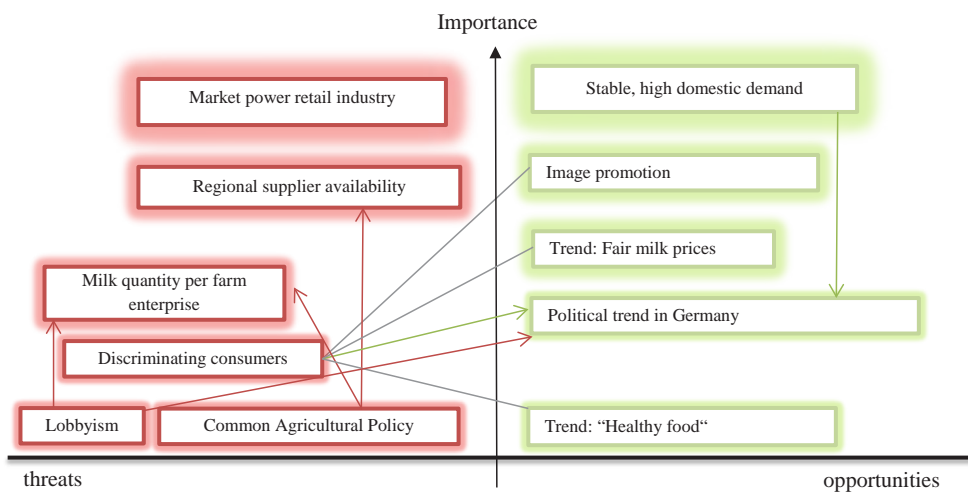 Importance
Market power retail industry
Stable, high domestic demand
Regional supplier availability
Image promotion
Trend: Fair milk prices
Milk quantity per farm
enterprise
Political trend in Germany
Discriminating consumers
Lobbyism
Common Agricultural Policy
Trend: “Healthy food“
threats
opportunities